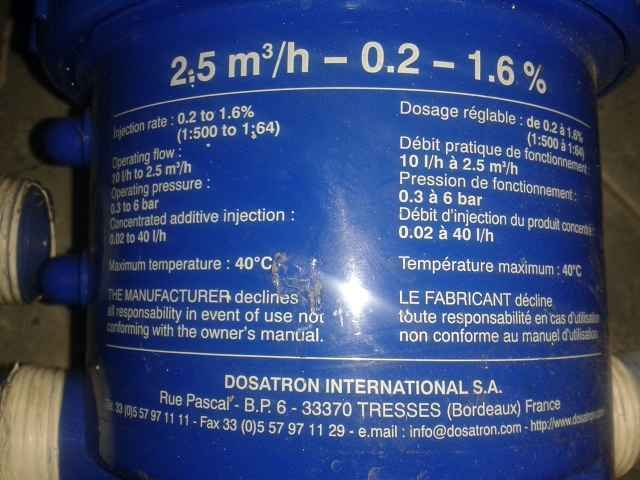 2.5 m³/h – 0.2 – 1.6 %
Injection rate : 0.2 to 1.6%
(1:500 to 1:64)
Operating flow :
10 l/h to 2.5 m³/h
Operating pressure :
0.3 to 6 bar
Concentrated additive injection :
0.02 to 40 l/h
Maximum temperature : 40°C
THE MANUFACTURER declines
all responsability in event of use not
conforming with the owner's manual.
Dosage réglable : de 0.2 à 1.6%
(1:500 à 1:64)
Débit pratique de fonctionnement
10 l/h à 2.5 m³/h
Pression de fonctionnement :
0.3 à 6 bar
Débit d'injection du produit concentré
0.02 à 40 l/h
Température maximum : 40°C
LE FABRICANT décline
toute responsabilité en cas d'utilisation
non conforme au manuel d'utilisation
DOSATRON INTERNATIONAL S.A.
Rue Pascal - B.P. 6 - 33370 TRESSES (Bordeaux) France
Tel. 33 (0)5 57 97 11 11 - Fax 33 (0)5 57 97 11 29 - e.mail : info@dosatron.com - http://www.dosatron.com